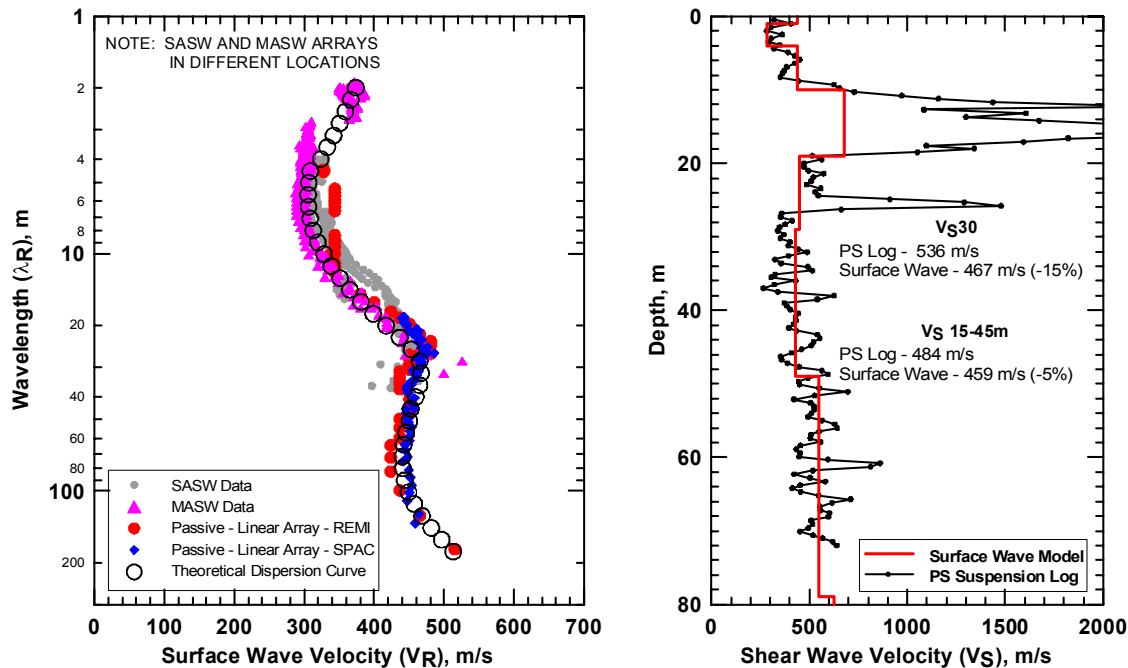 NOTE: SASW AND MASW ARRAYS
IN DIFFERENT LOCATIONS
2
4
6
8
10
20
40
60
80
100
200
Wavelength (λR), m
SASW Data
MASW Data
Passive - Linear Array - REMI
Passive - Linear Array - SPAC
Theoretical Dispersion Curve
0 100 200 300 400 500 600 700
Surface Wave Velocity (VR), m/s
0
20
40
60
80
Depth, m
VS30
PS Log - 536 m/s
Surface Wave - 467 m/s (-15%)
VS 15-45m
PS Log - 484 m/s
Surface Wave - 459 m/s (-5%)
Surface Wave Model
PS Suspension Log
0 500 1000 1500 2000
Shear Wave Velocity (VS), m/s